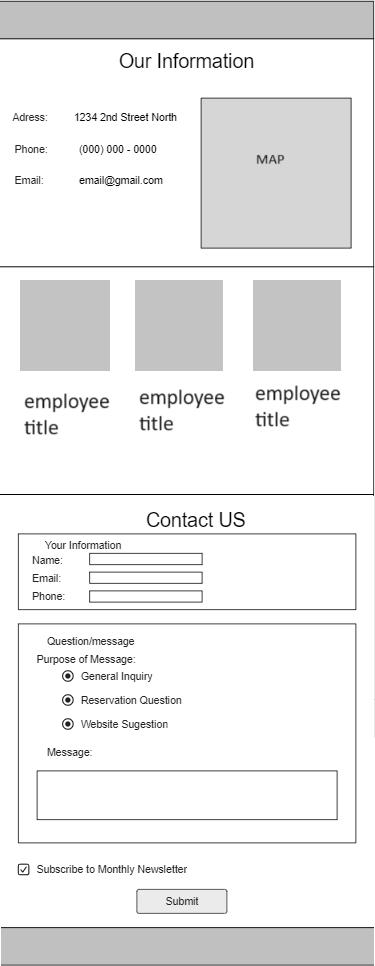 Our Information
Adress: 1234 2nd Street North
Phone: (000) 000 - 0000
Email: email@gmail.com
MAP
employee title
employee title
employee title
Contact US
Your Information
Name:
Email:
Phone:
Question/message
Purpose of Message:
General Inquiry
Reservation Question
Website Sugestion
Message:
Subscribe to Monthly Newsletter
Submit